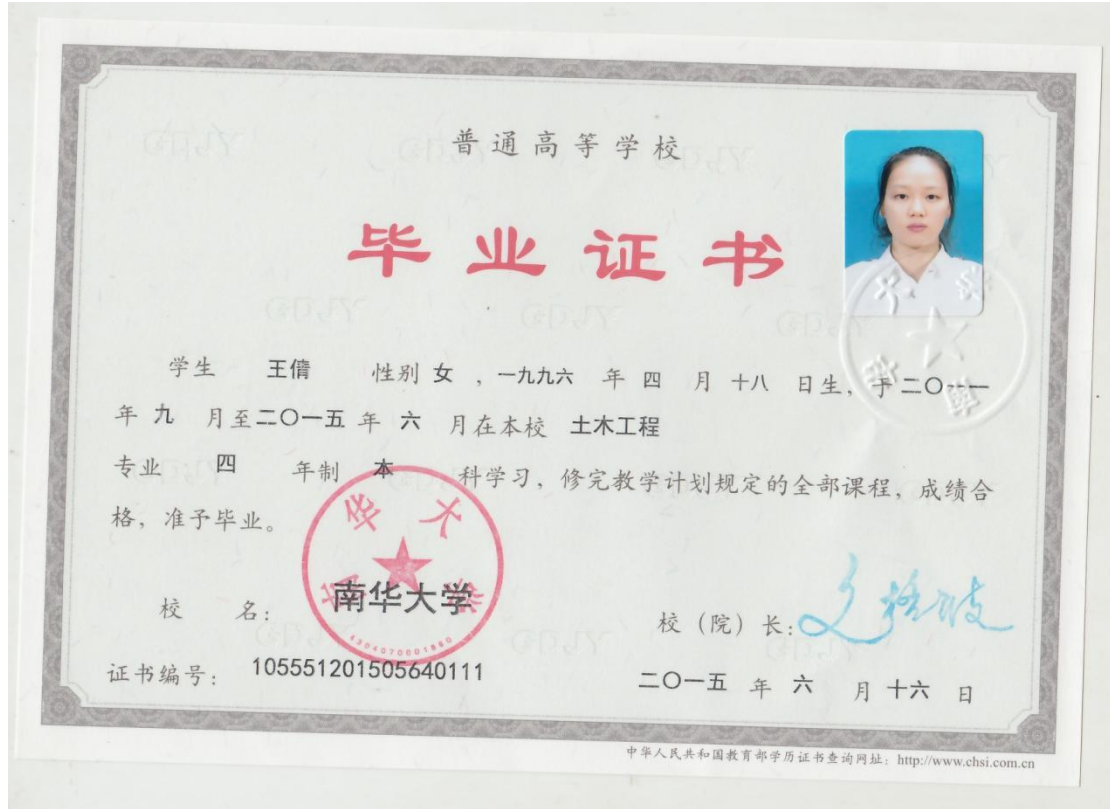 普通高等学校
毕业证书
学生 王倩 性别 女 ，一九九六 年 四 月 十八 日生，于二〇一一
年 九 月至二〇一五 年 六 月在本校 土木工程
专业 四 年制 本 科学习，修完教学计划规定的全部课程，成绩合
格，准予毕业。
南华大学
校 名： 南华大学
4304070001880
校（院）长：
证书编号： 105551201505640111
二〇一五 年 六 月 十六 日
中华人民共和国教育部学历证书查询网址：http://www.chsi.com.cn